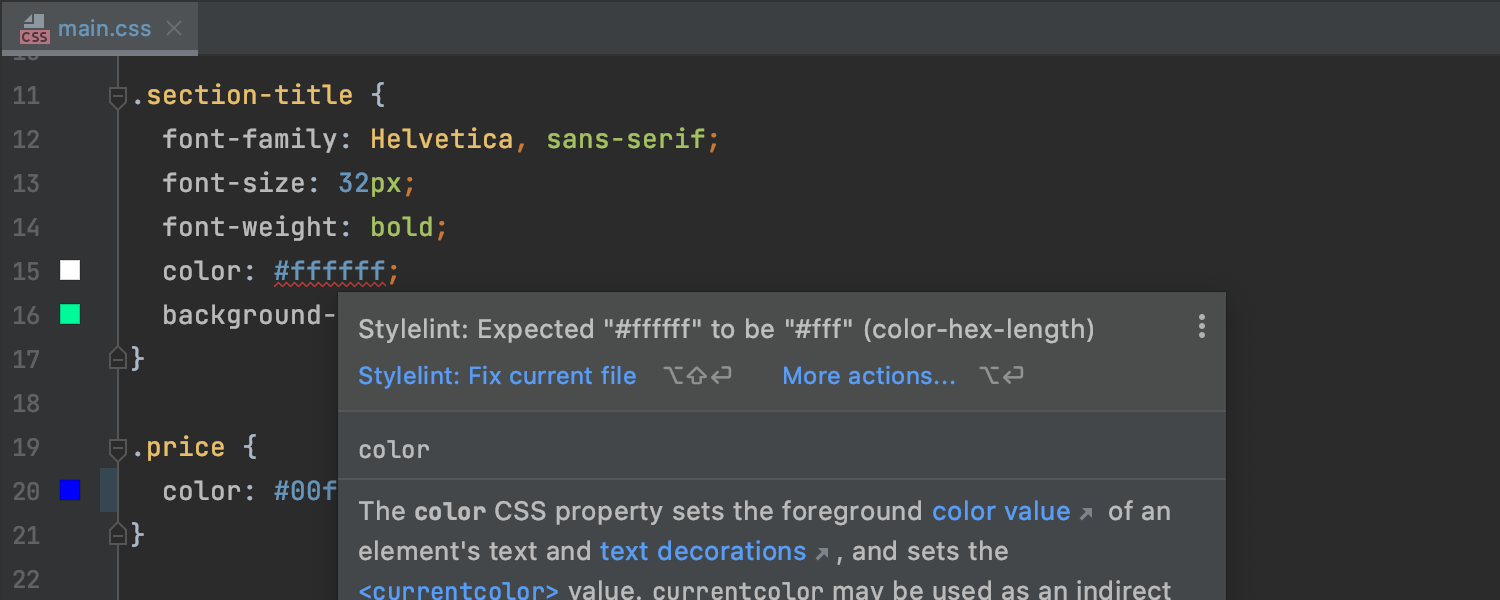 CSS main.css
11 .section-title {
12 font-family: Helvetica, sans-serif;
13 font-size: 32px;
14 font-weight: bold;
15 color: #ffffff;
16 background-
Stylelint: Expected "#ffffff" to be "#fff" (color-hex-length)
Stylelint: Fix current file ⌥⇧⏎ More actions... ⌥⏎
17 }
18
19 .price {
color
20 color: #00f
The color CSS property sets the foreground color value ↗ of an
21 }
element's text and text decorations ↗, and sets the
22
<currentcolor> value. currentcolor may be used as an indirect